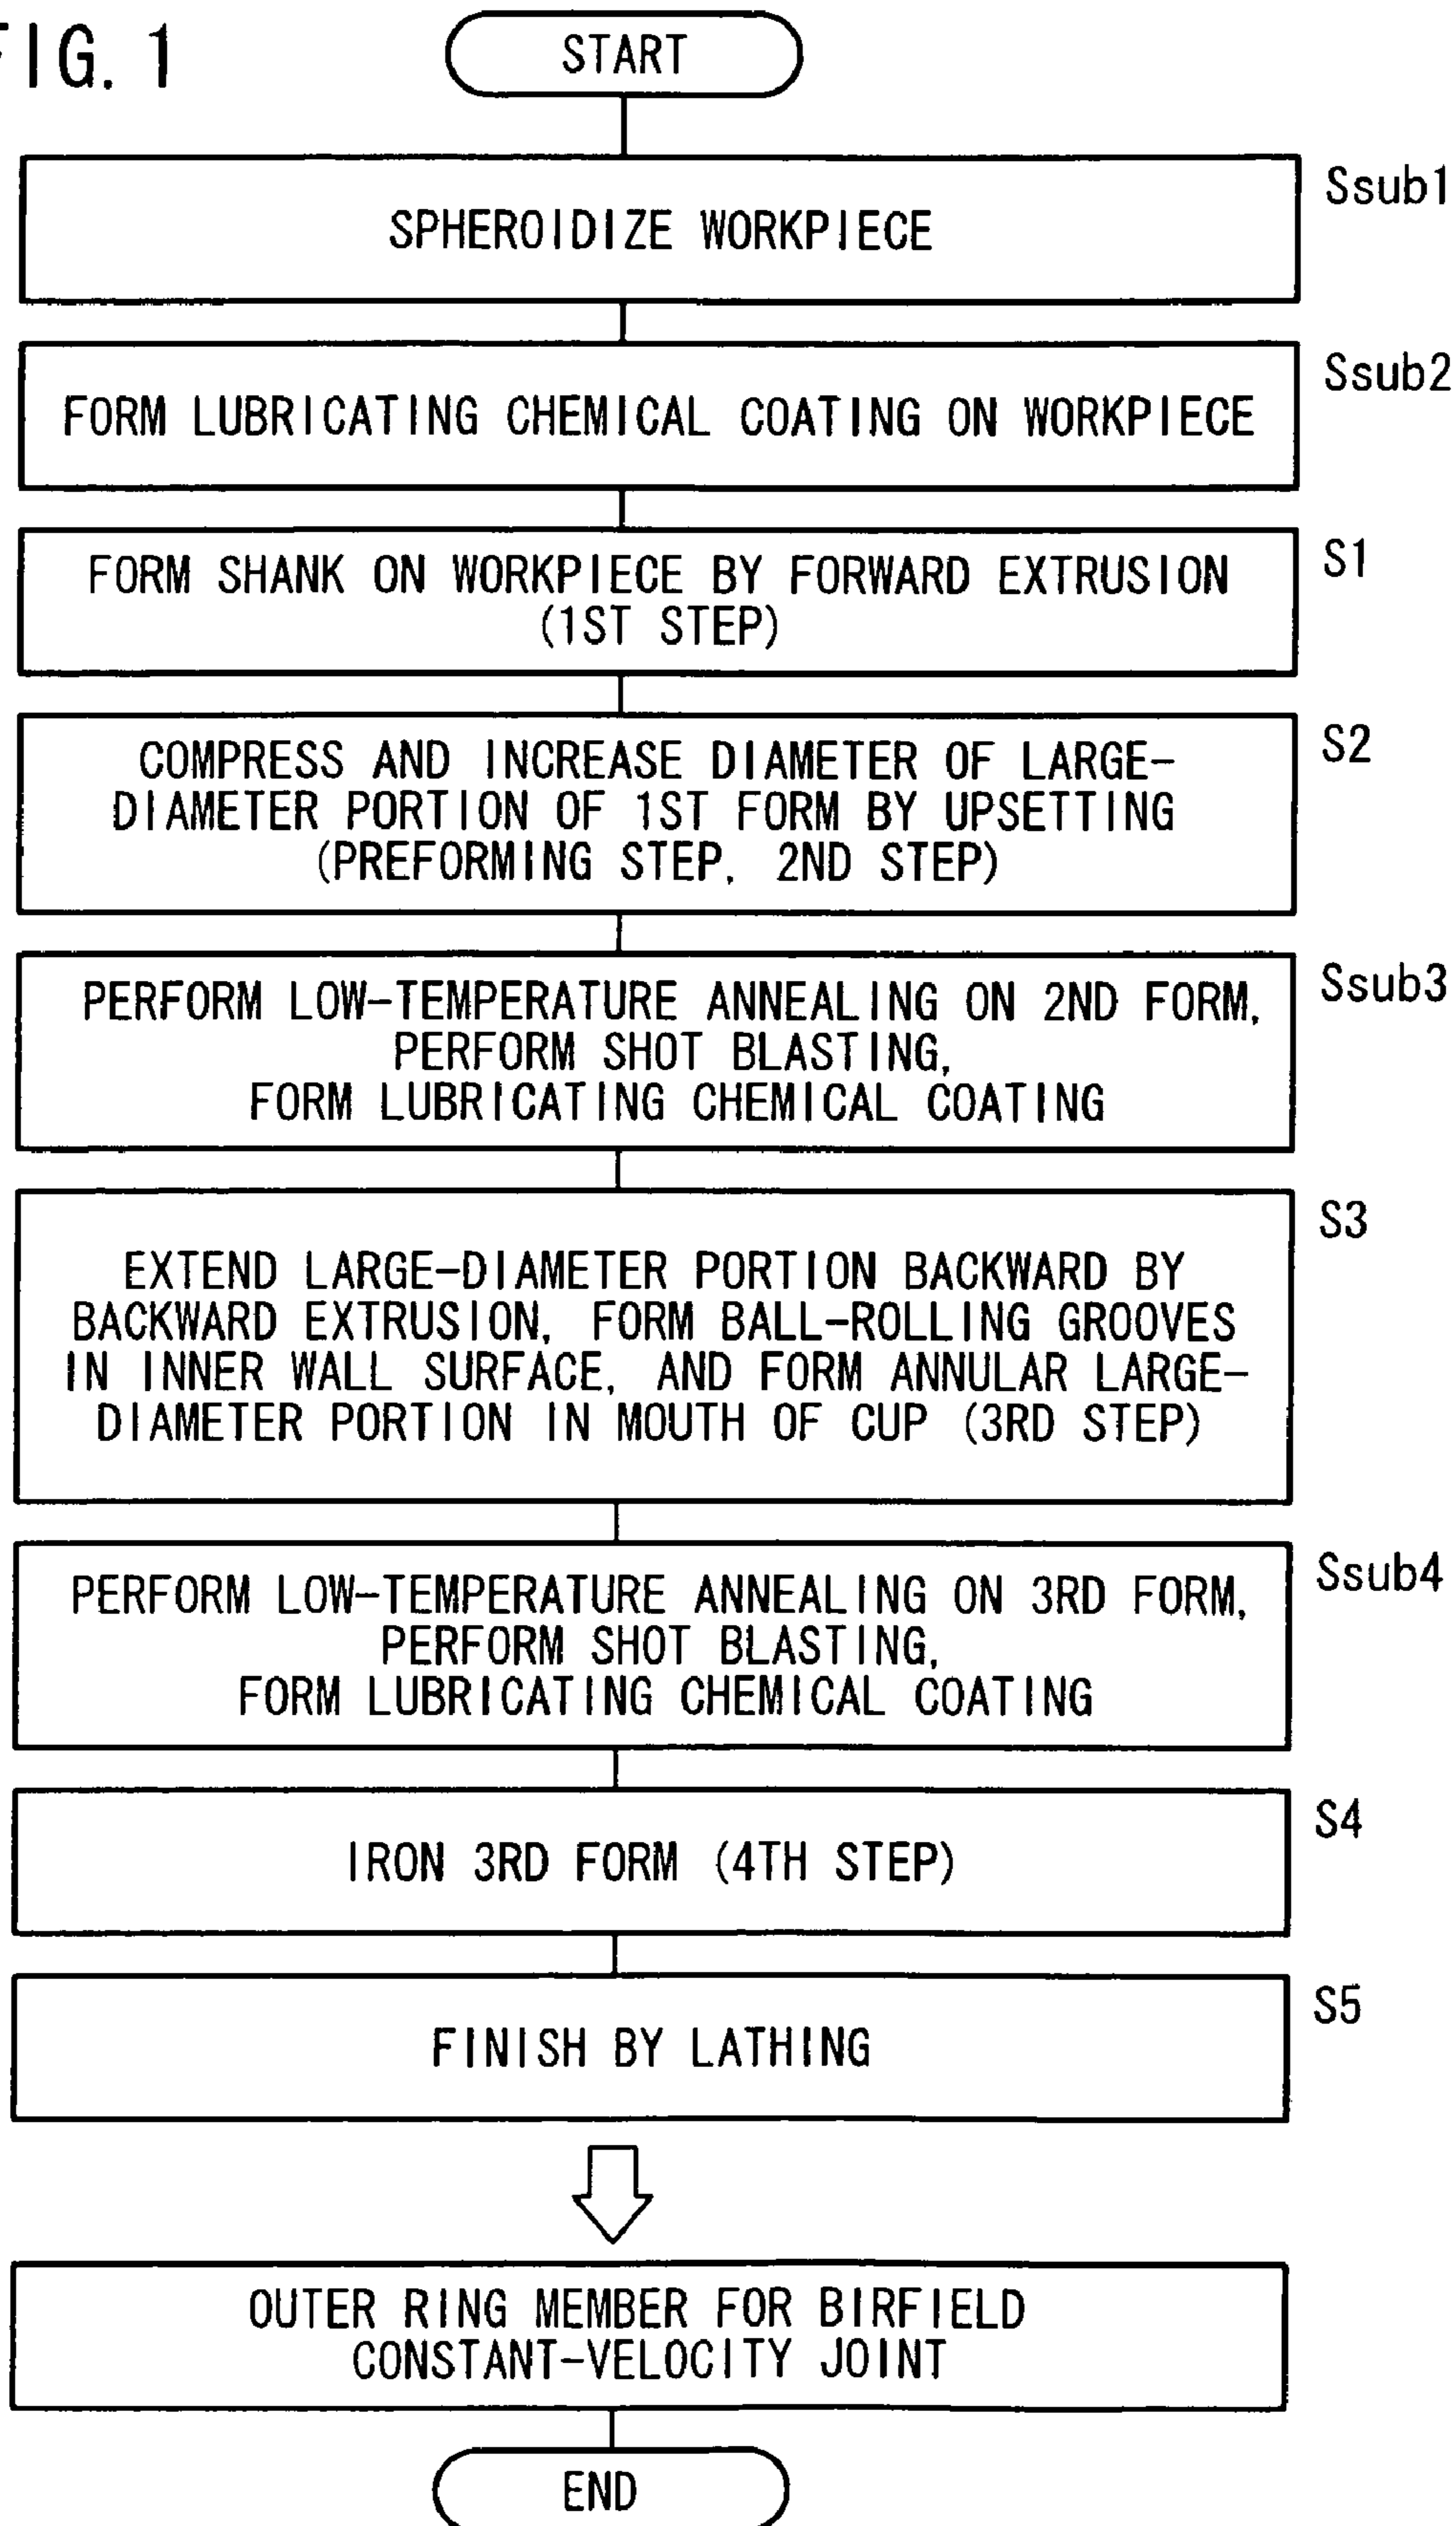 FIG. 1
START
Ssub1
SPHEROIDIZE WORKPIECE
Ssub2
FORM LUBRICATING CHEMICAL COATING ON WORKPIECE
S1
FORM SHANK ON WORKPIECE BY FORWARD EXTRUSION
(1ST STEP)
S2
COMPRESS AND INCREASE DIAMETER OF LARGE-
DIAMETER PORTION OF 1ST FORM BY UPSETTING
(PREFORMING STEP, 2ND STEP)
Ssub3
PERFORM LOW-TEMPERATURE ANNEALING ON 2ND FORM,
PERFORM SHOT BLASTING,
FORM LUBRICATING CHEMICAL COATING
S3
EXTEND LARGE-DIAMETER PORTION BACKWARD BY
BACKWARD EXTRUSION, FORM BALL-ROLLING GROOVES
IN INNER WALL SURFACE, AND FORM ANNULAR LARGE-
DIAMETER PORTION IN MOUTH OF CUP (3RD STEP)
Ssub4
PERFORM LOW-TEMPERATURE ANNEALING ON 3RD FORM,
PERFORM SHOT BLASTING,
FORM LUBRICATING CHEMICAL COATING
S4
IRON 3RD FORM (4TH STEP)
S5
FINISH BY LATHING
OUTER RING MEMBER FOR BIRFIELD
CONSTANT-VELOCITY JOINT
END